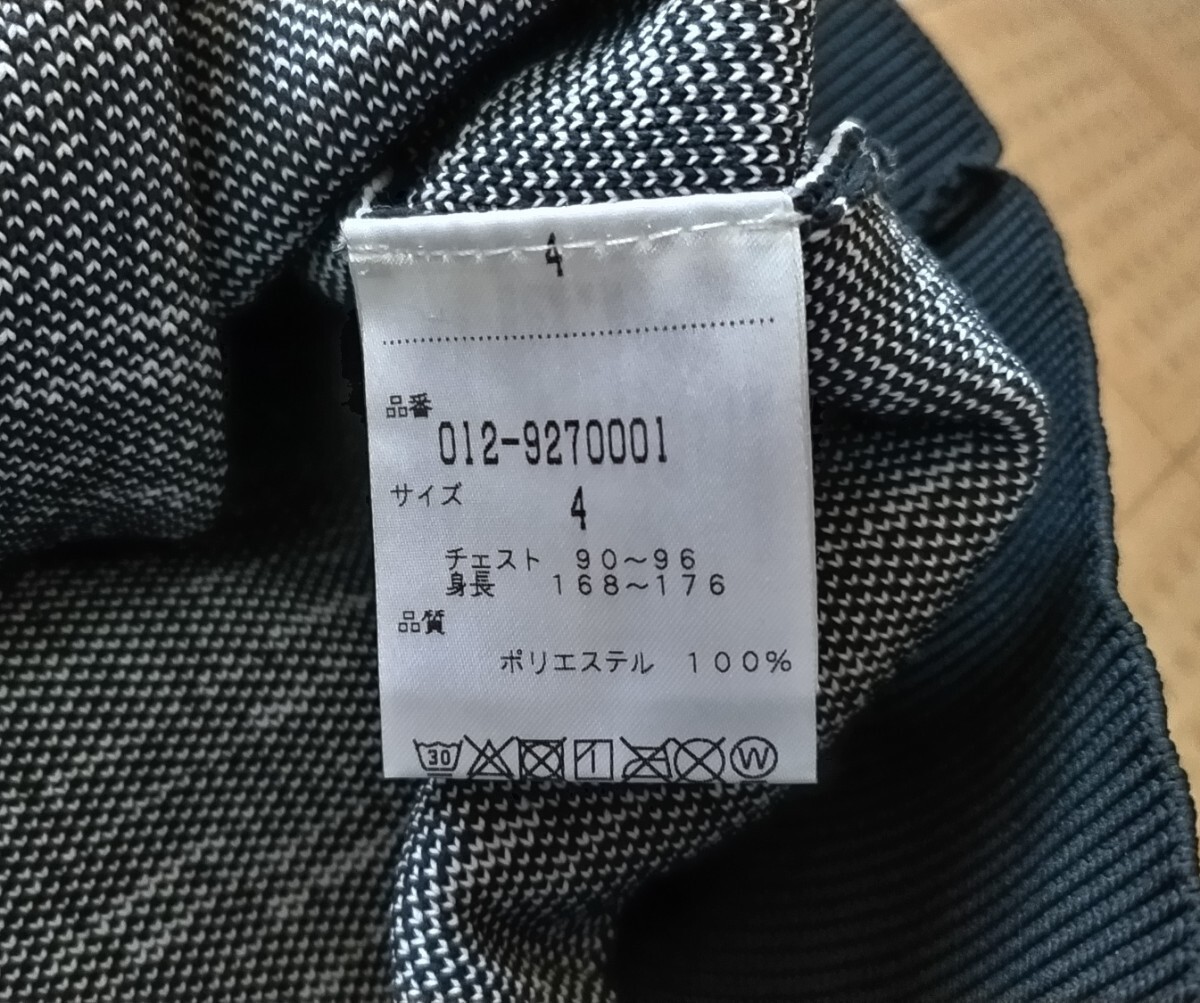 4
品番
012-9270001
サイズ
4
チェスト 90～96
身長 168～176
品質
ポリエステル 100%
30
W